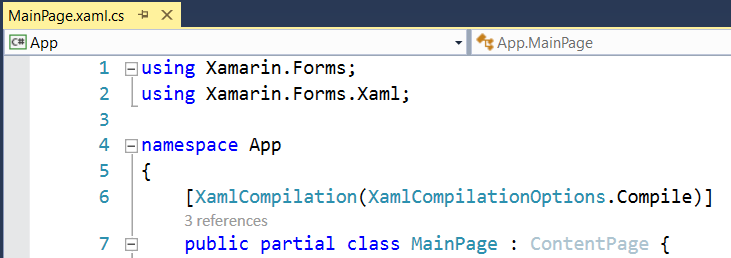 MainPage.xaml.cs
C# App App.MainPage
1 using Xamarin.Forms;
2 using Xamarin.Forms.Xaml;
3
4 namespace App
5 {
6 [XamlCompilation(XamlCompilationOptions.Compile)]
3 references
7 public partial class MainPage : ContentPage {